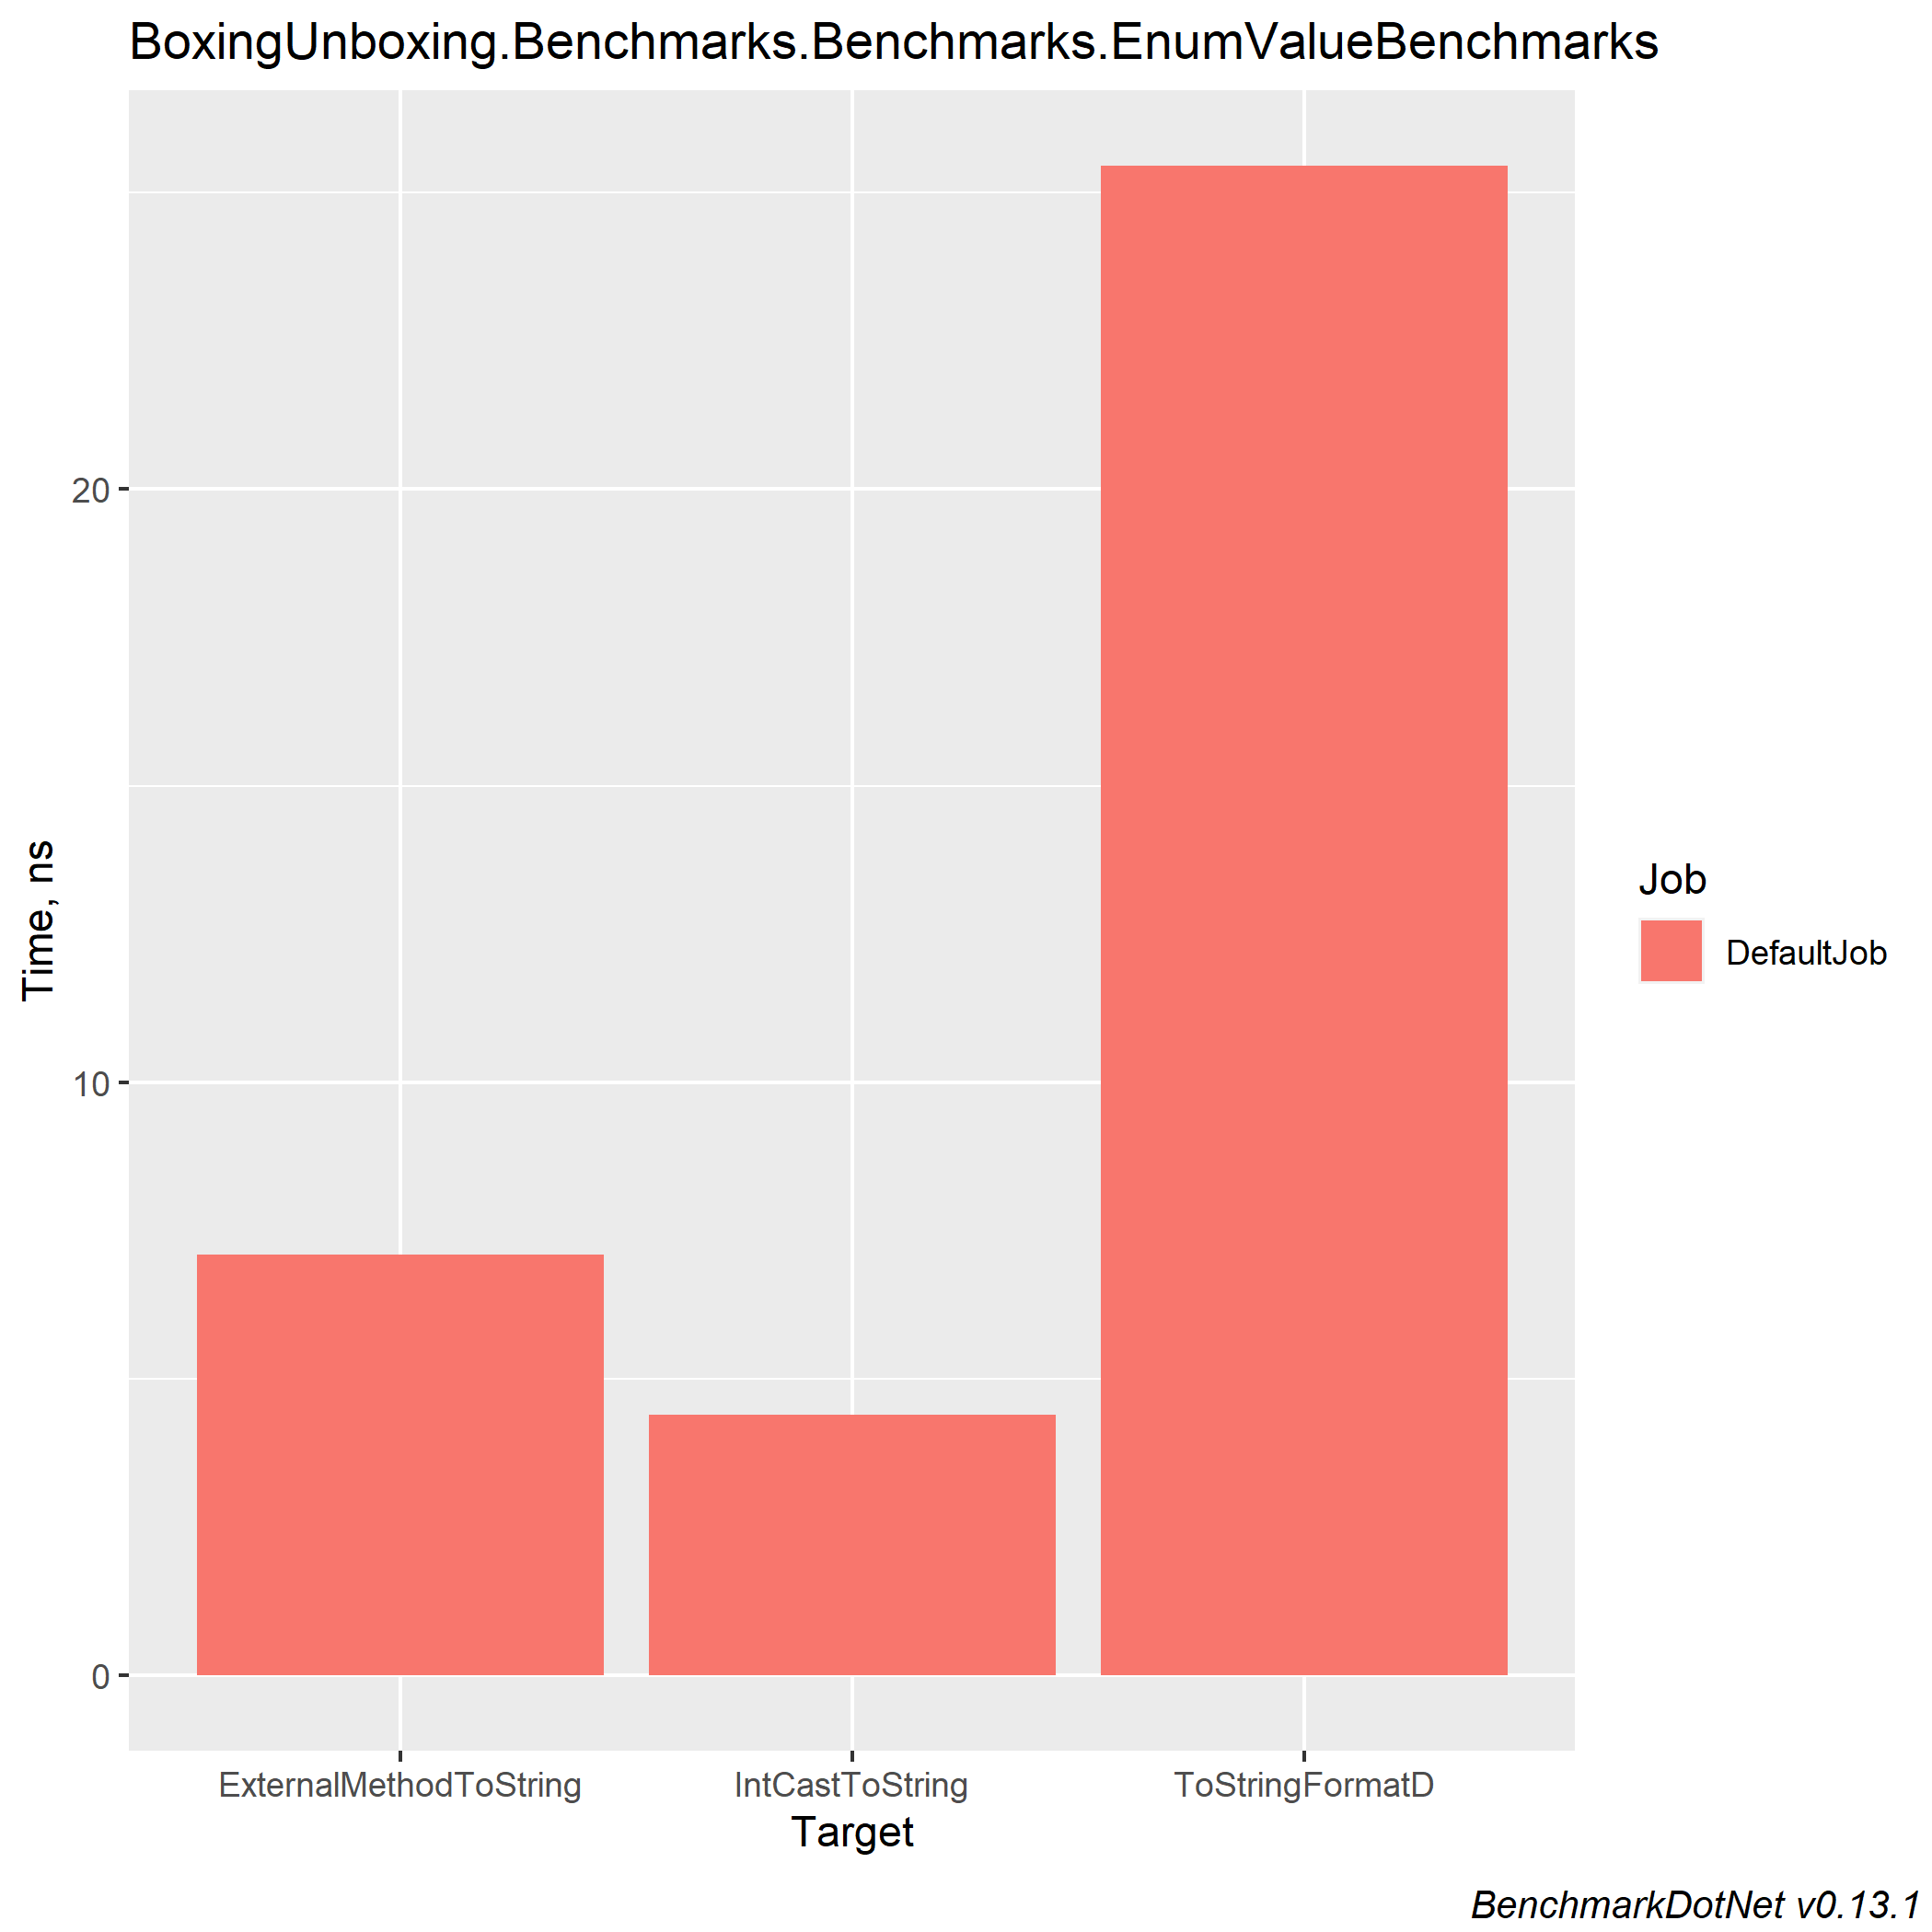 BoxingUnboxing.Benchmarks.Benchmarks.EnumValueBenchmarks
20
10
0
Time, ns
ExternalMethodToString IntCastToString ToStringFormatD
Target
Job
DefaultJob
BenchmarkDotNet v0.13.1